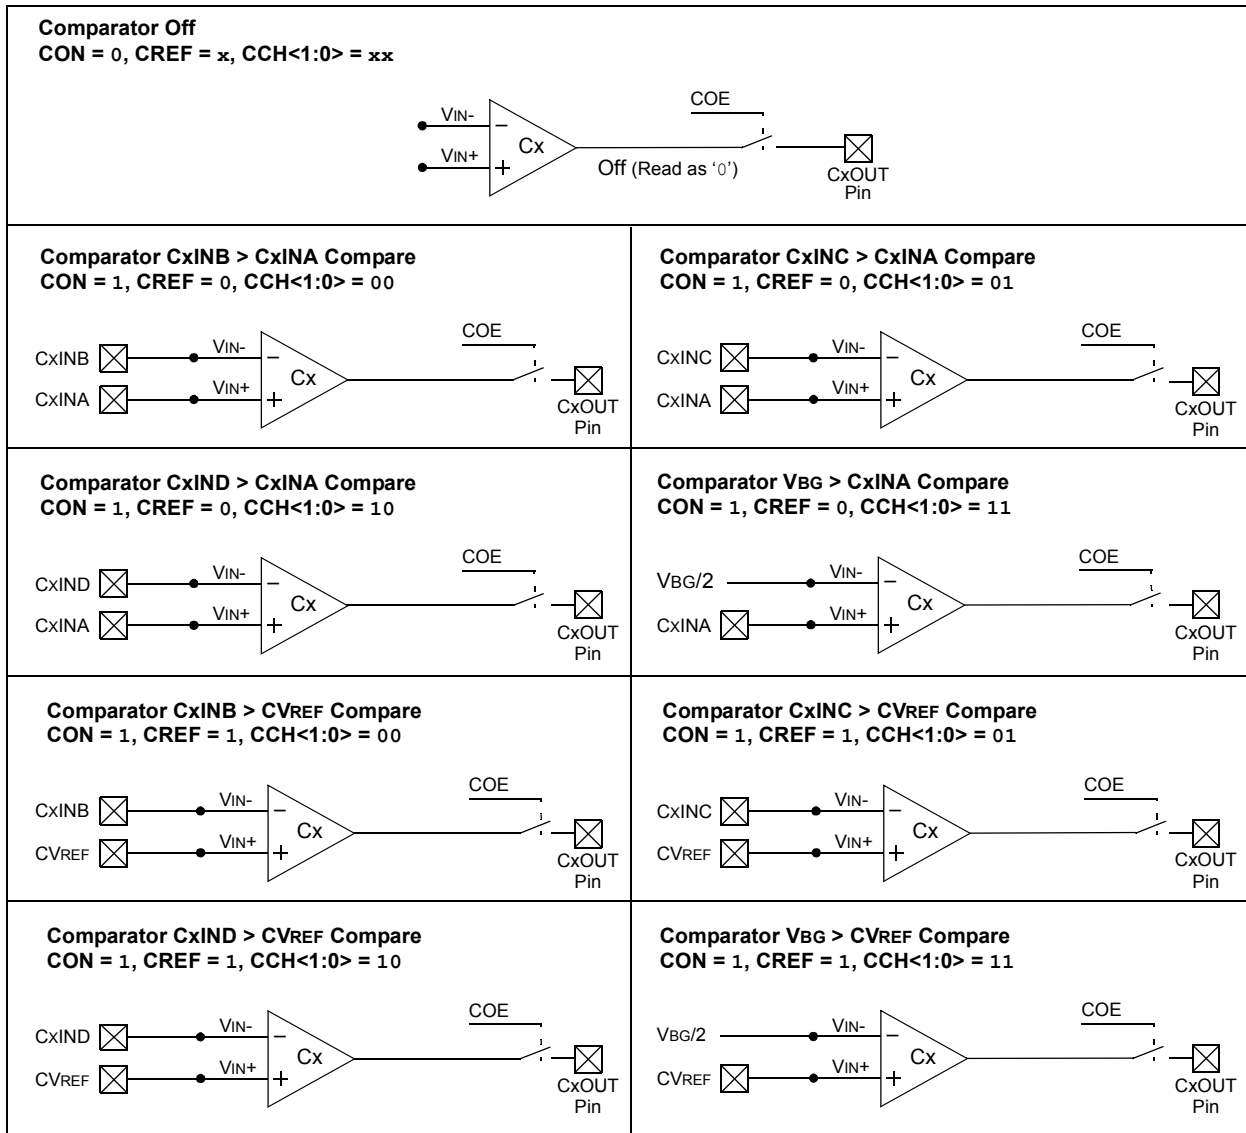 Comparator Off
CON = 0, CREF = x, CCH<1:0> = xx
COE
VIN-
–
Cx
VIN+
+
Off (Read as ‘0’)
CxOUT
Pin
Comparator CxINB > CxINA Compare
CON = 1, CREF = 0, CCH<1:0> = 00
COE
CxINB
VIN-
–
Cx
CxINA
VIN+
+
CxOUT
Pin
Comparator CxINC > CxINA Compare
CON = 1, CREF = 0, CCH<1:0> = 01
COE
CxINC
VIN-
–
Cx
CxINA
VIN+
+
CxOUT
Pin
Comparator CxIND > CxINA Compare
CON = 1, CREF = 0, CCH<1:0> = 10
COE
CxIND
VIN-
–
Cx
CxINA
VIN+
+
CxOUT
Pin
Comparator VBG > CxINA Compare
CON = 1, CREF = 0, CCH<1:0> = 11
COE
VBG/2
VIN-
–
Cx
CxINA
VIN+
+
CxOUT
Pin
Comparator CxINB > CVREF Compare
CON = 1, CREF = 1, CCH<1:0> = 00
COE
CxINB
VIN-
–
Cx
CVREF
VIN+
+
CxOUT
Pin
Comparator CxINC > CVREF Compare
CON = 1, CREF = 1, CCH<1:0> = 01
COE
CxINC
VIN-
–
Cx
CVREF
VIN+
+
CxOUT
Pin
Comparator CxIND > CVREF Compare
CON = 1, CREF = 1, CCH<1:0> = 10
COE
CxIND
VIN-
–
Cx
CVREF
VIN+
+
CxOUT
Pin
Comparator VBG > CVREF Compare
CON = 1, CREF = 1, CCH<1:0> = 11
COE
VBG/2
VIN-
–
Cx
CVREF
VIN+
+
CxOUT
Pin